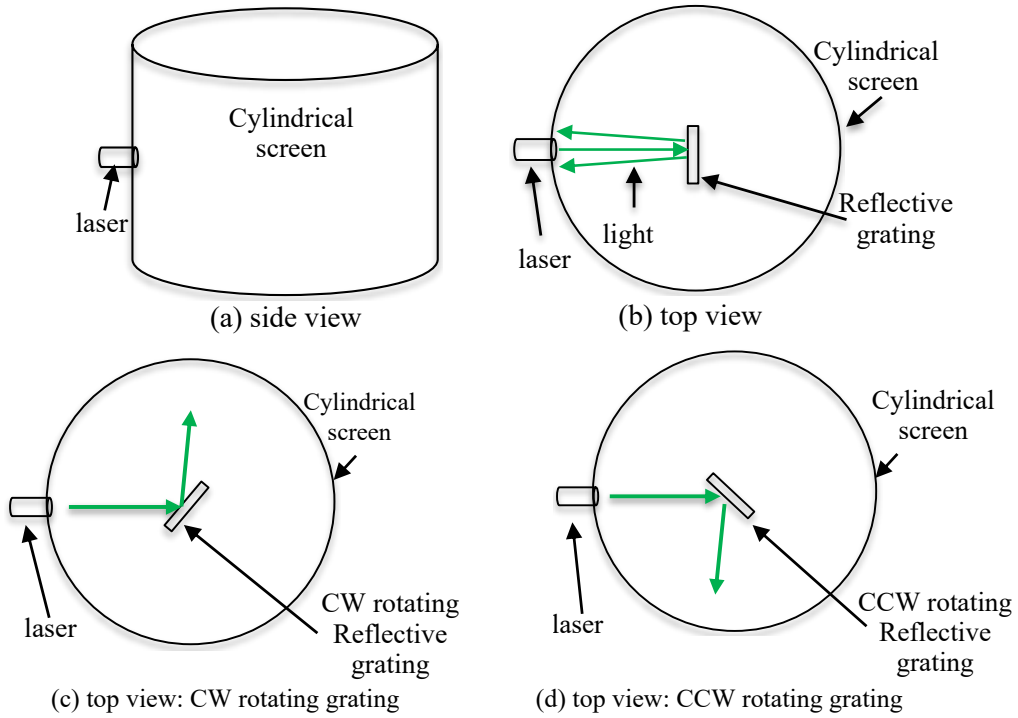 Cylindrical
screen
laser
(a) side view
Cylindrical
screen
laser
light
Reflective
grating
(b) top view
Cylindrical
screen
laser
CW rotating
Reflective
grating
(c) top view: CW rotating grating
Cylindrical
screen
laser
CCW rotating
Reflective
grating
(d) top view: CCW rotating grating